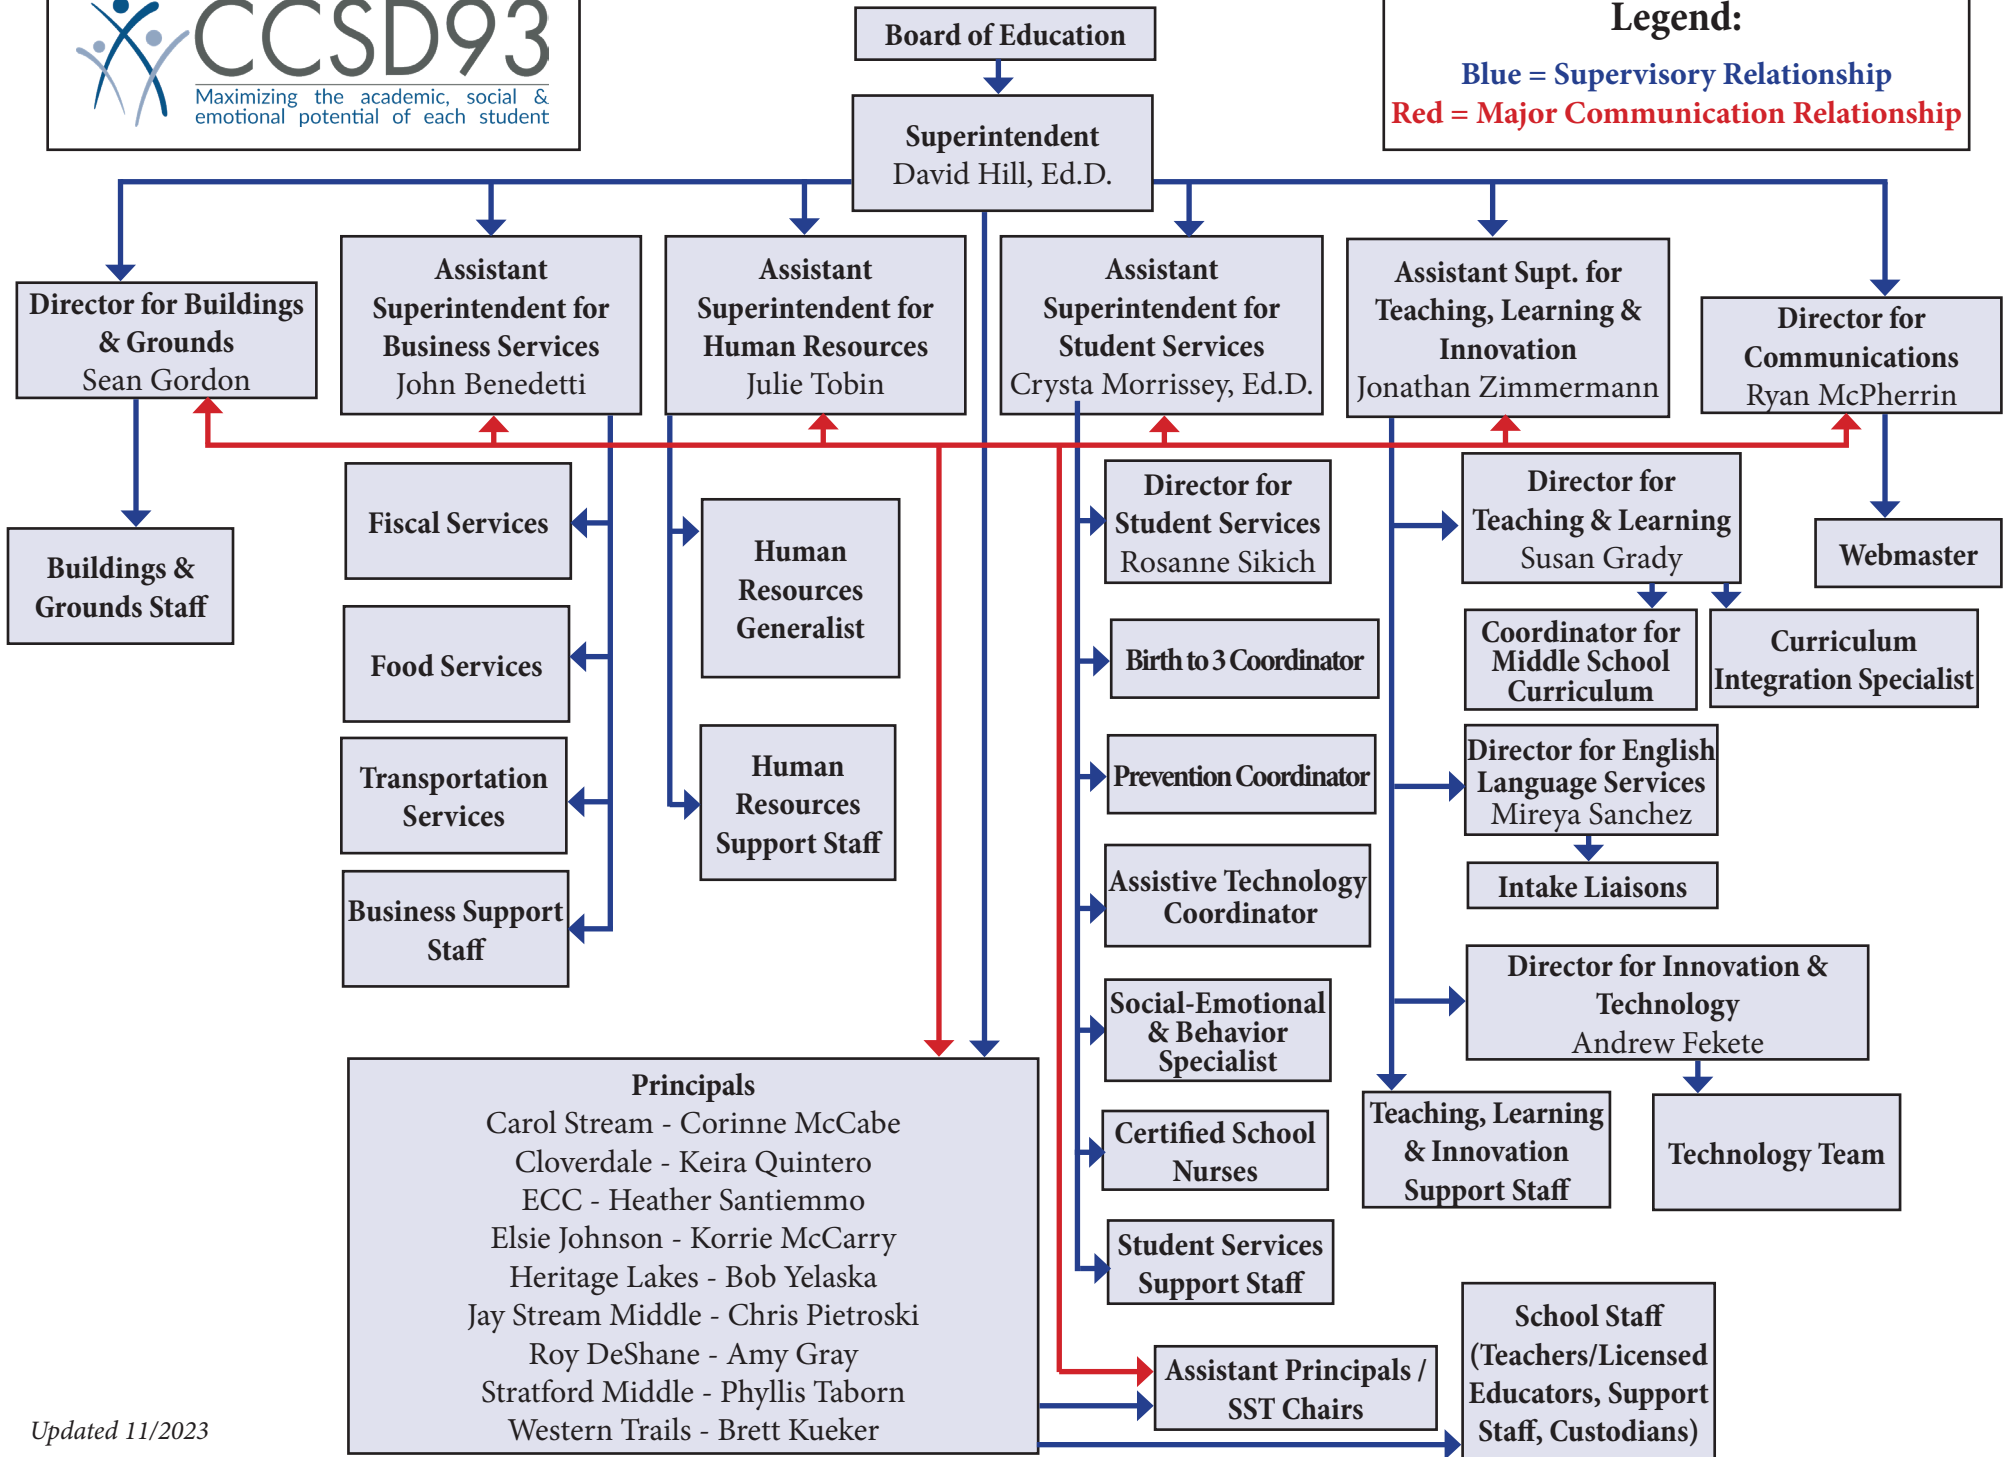 CCSD93
Maximizing the academic, social &
emotional potential of each student
Board of Education
Legend:
Blue = Supervisory Relationship
Red = Major Communication Relationship
Superintendent
David Hill, Ed.D.
Director for Buildings
& Grounds
Sean Gordon
Assistant
Superintendent for
Business Services
John Benedetti
Assistant
Superintendent for
Human Resources
Julie Tobin
Assistant
Superintendent for
Student Services
Crysta Morrissey, Ed.D.
Assistant Supt. for
Teaching, Learning &
Innovation
Jonathan Zimmermann
Director for
Communications
Ryan McPherrin
Buildings &
Grounds Staff
Fiscal Services
Food Services
Transportation
Services
Business Support
Staff
Human
Resources
Generalist
Human
Resources
Support Staff
Director for
Student Services
Rosanne Sikich
Birth to 3 Coordinator
Prevention Coordinator
Assistive Technology
Coordinator
Social-Emotional
& Behavior
Specialist
Certified School
Nurses
Student Services
Support Staff
Director for
Teaching & Learning
Susan Grady
Coordinator for
Middle School
Curriculum
Curriculum
Integration Specialist
Director for English
Language Services
Mireya Sanchez
Intake Liaisons
Director for Innovation &
Technology
Andrew Fekete
Teaching, Learning
& Innovation
Support Staff
Technology Team
Webmaster
Principals
Carol Stream - Corinne McCabe
Cloverdale - Keira Quintero
ECC - Heather Santiemmo
Elsie Johnson - Korrie McCarry
Heritage Lakes - Bob Yelaska
Jay Stream Middle - Chris Pietroski
Roy DeShane - Amy Gray
Stratford Middle - Phyllis Taborn
Western Trails - Brett Kueker
Assistant Principals /
SST Chairs
School Staff
(Teachers/Licensed
Educators, Support
Staff, Custodians)
Updated 11/2023